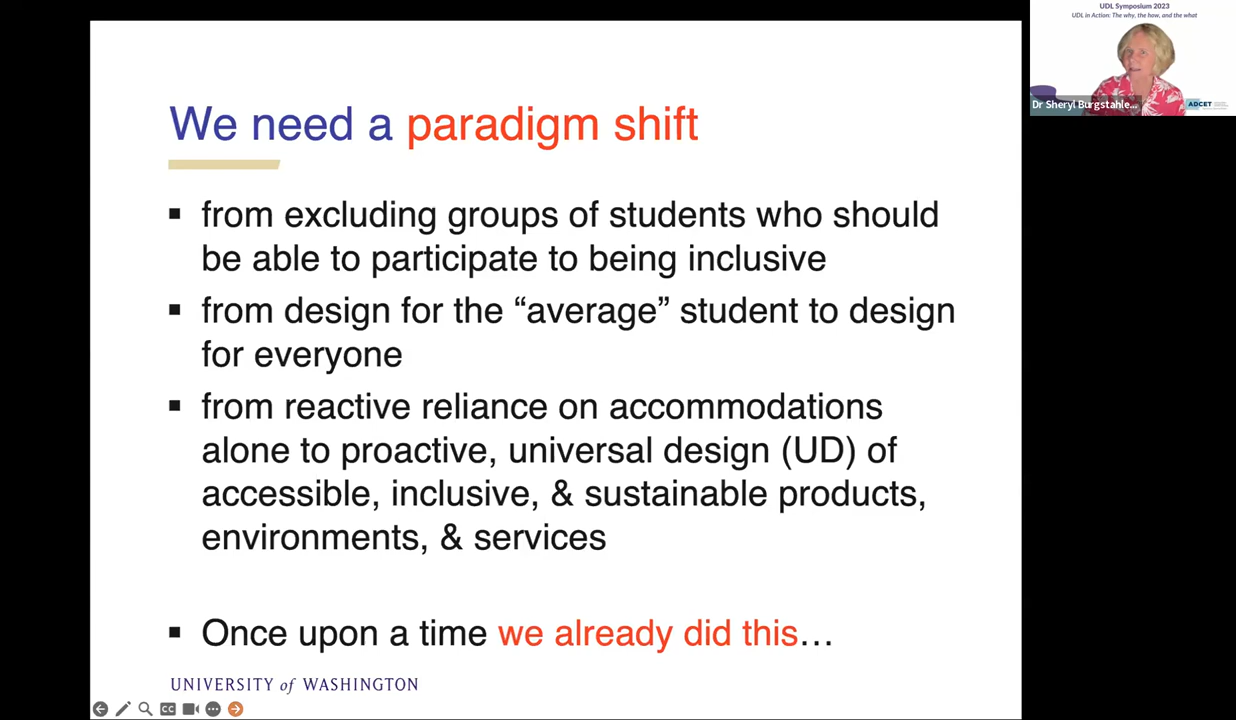 We need a paradigm shift
▪ from excluding groups of students who should
be able to participate to being inclusive
▪ from design for the “average” student to design
for everyone
▪ from reactive reliance on accommodations
alone to proactive, universal design (UD) of
accessible, inclusive, & sustainable products,
environments, & services
▪ Once upon a time we already did this…
UNIVERSITY of WASHINGTON
CC
UDL Symposium 2023
UDL in Action: The why, the how, and the what
Dr Sheryl Burgstahle...
ADCET